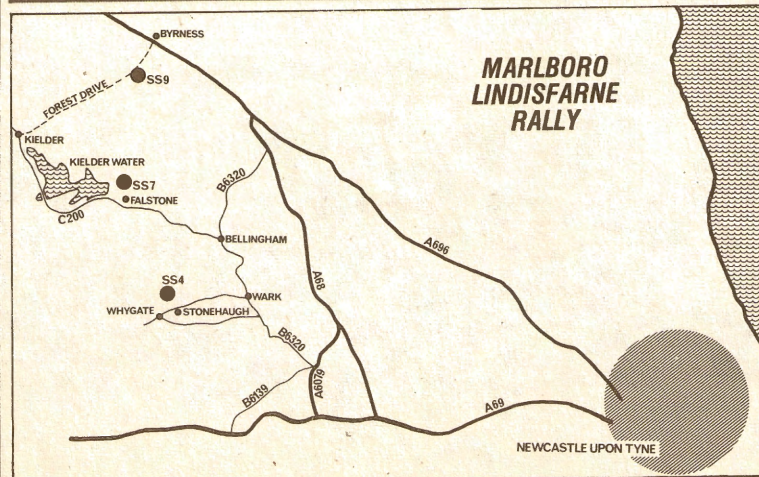 MARLBORO
LINDISFARNE
RALLY
BYRNESS
SS9
FOREST DRIVE
KIELDER
KIELDER WATER
SS7
FALSTONE
C200
B6320
BELLINGHAM
A696
A68
SS4
WARK
WHYGATE
STONEHAUGH
B6320
A6079
B6139
A69
NEWCASTLE UPON TYNE